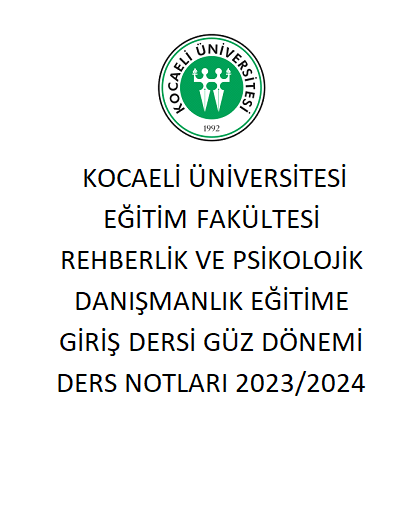 KOCAELİ ÜNİVERSİTESİ
1992
KOCAELİ ÜNİVERSİTESİ
EĞİTİM FAKÜLTESİ
REHBERLİK VE PSİKOLOJİK
DANIŞMANLIK EĞİTİME
GİRİŞ DERSİ GÜZ DÖNEMİ
DERS NOTLARI 2023/2024